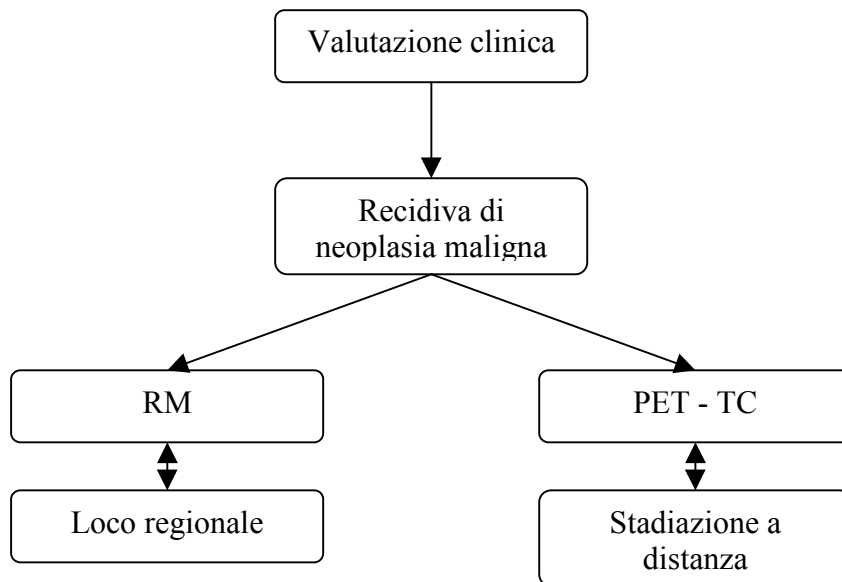 Valutazione clinica
Recidiva di
neoplasia maligna
RM
PET - TC
Loco regionale
Stadiazione a
distanza